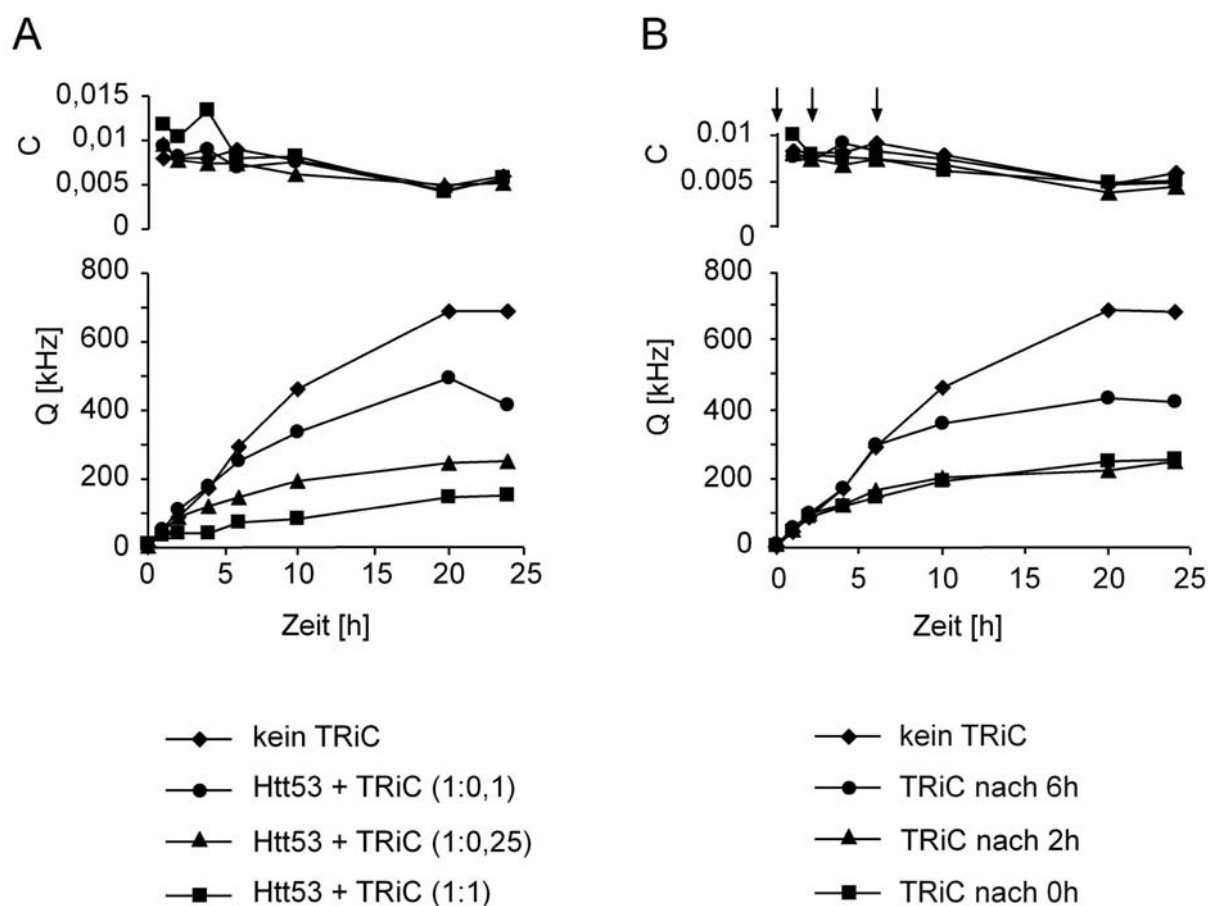 A
C
0,015
0,01
0,005
0
Q [kHz]
800
600
400
200
0
0 5 10 15 20 25
Zeit [h]
kein TRiC
Htt53 + TRiC (1:0,1)
Htt53 + TRiC (1:0,25)
Htt53 + TRiC (1:1)
B
C
0.01
0.005
0
Q [kHz]
800
600
400
200
0
0 5 10 15 20 25
Zeit [h]
kein TRiC
TRiC nach 6h
TRiC nach 2h
TRiC nach 0h